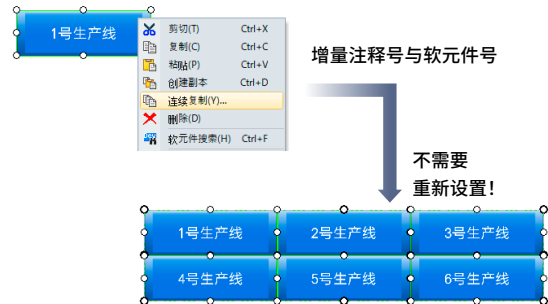 1号生产线
剪切(T) Ctrl+X
复制(C) Ctrl+C
粘贴(P) Ctrl+V
创建副本 Ctrl+D
连续复制(Y)...
删除(D)
软元件搜索(H) Ctrl+F
增量注释号与软元件号
不需要
重新设置！
1号生产线 2号生产线 3号生产线
4号生产线 5号生产线 6号生产线